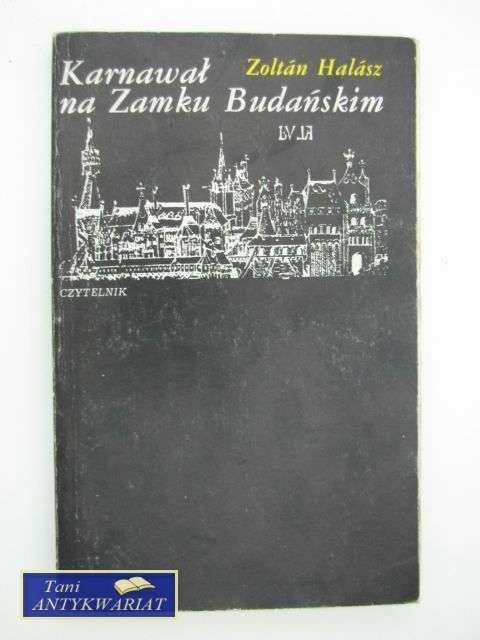 Karnawał Zoltán Halász
na Zamku Budańskim
CZYTELNIK
Tani
ANTYKWARIAT